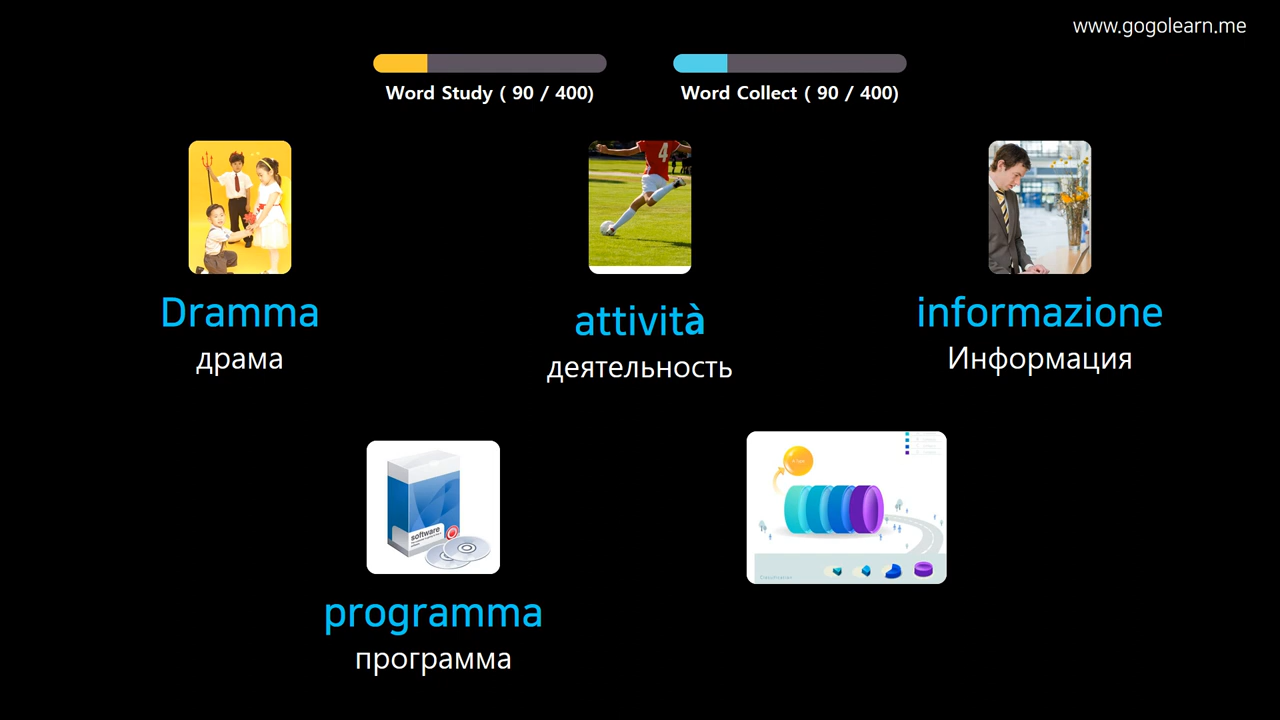 www.gogolearn.me
Word Study ( 90 / 400)
Word Collect ( 90 / 400)
Dramma
драма
attività
деятельность
informazione
Информация
software
programma
программа